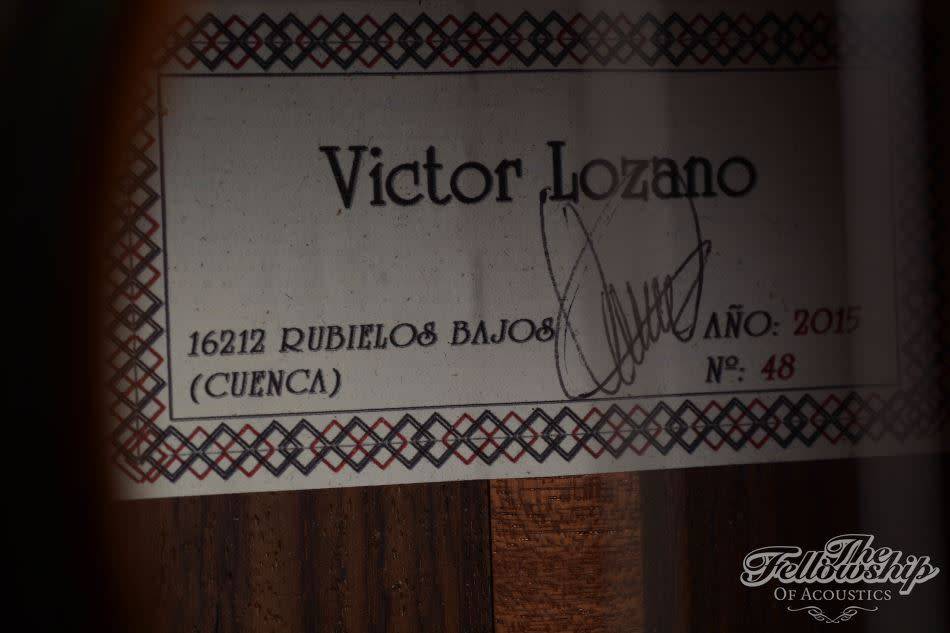 Victor Lozano
16212 RUBIELOS BAJOS
(CUENCA)
AÑO: 2015
Nº: 48
The
Fellowship
OF ACOUSTICS